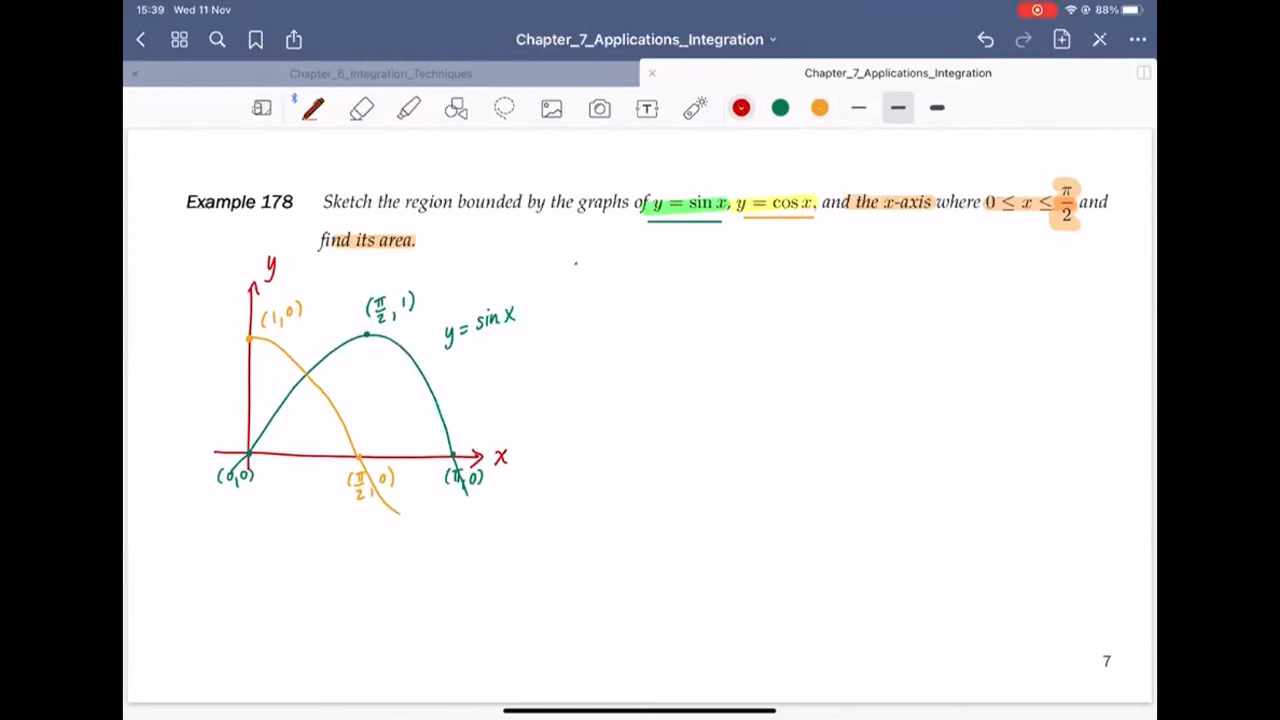 15:39 Wed 11 Nov
88%
Chapter_7_Applications_Integration
Chapter_6_Integration_Techniques
Chapter_7_Applications_Integration
T
Example 178 Sketch the region bounded by the graphs of y = sin x, y = cos x, and the x-axis where 0 ≤ x ≤ π/2 and
find its area.
y
(1,0)
(π/2, 1)
y = sin x
x
(0,0)
(π/2, 0)
(π,0)
7